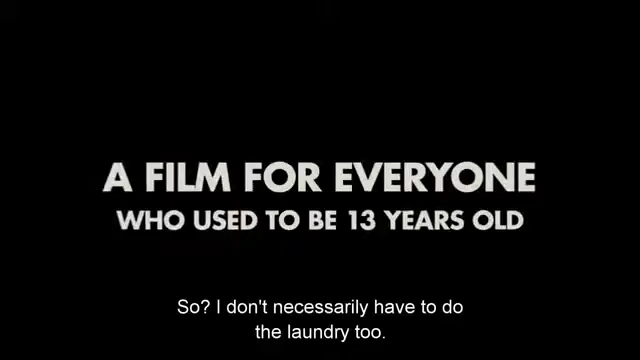 A FILM FOR EVERYONE
WHO USED TO BE 13 YEARS OLD
So? I don't necessarily have to do
the laundry too.